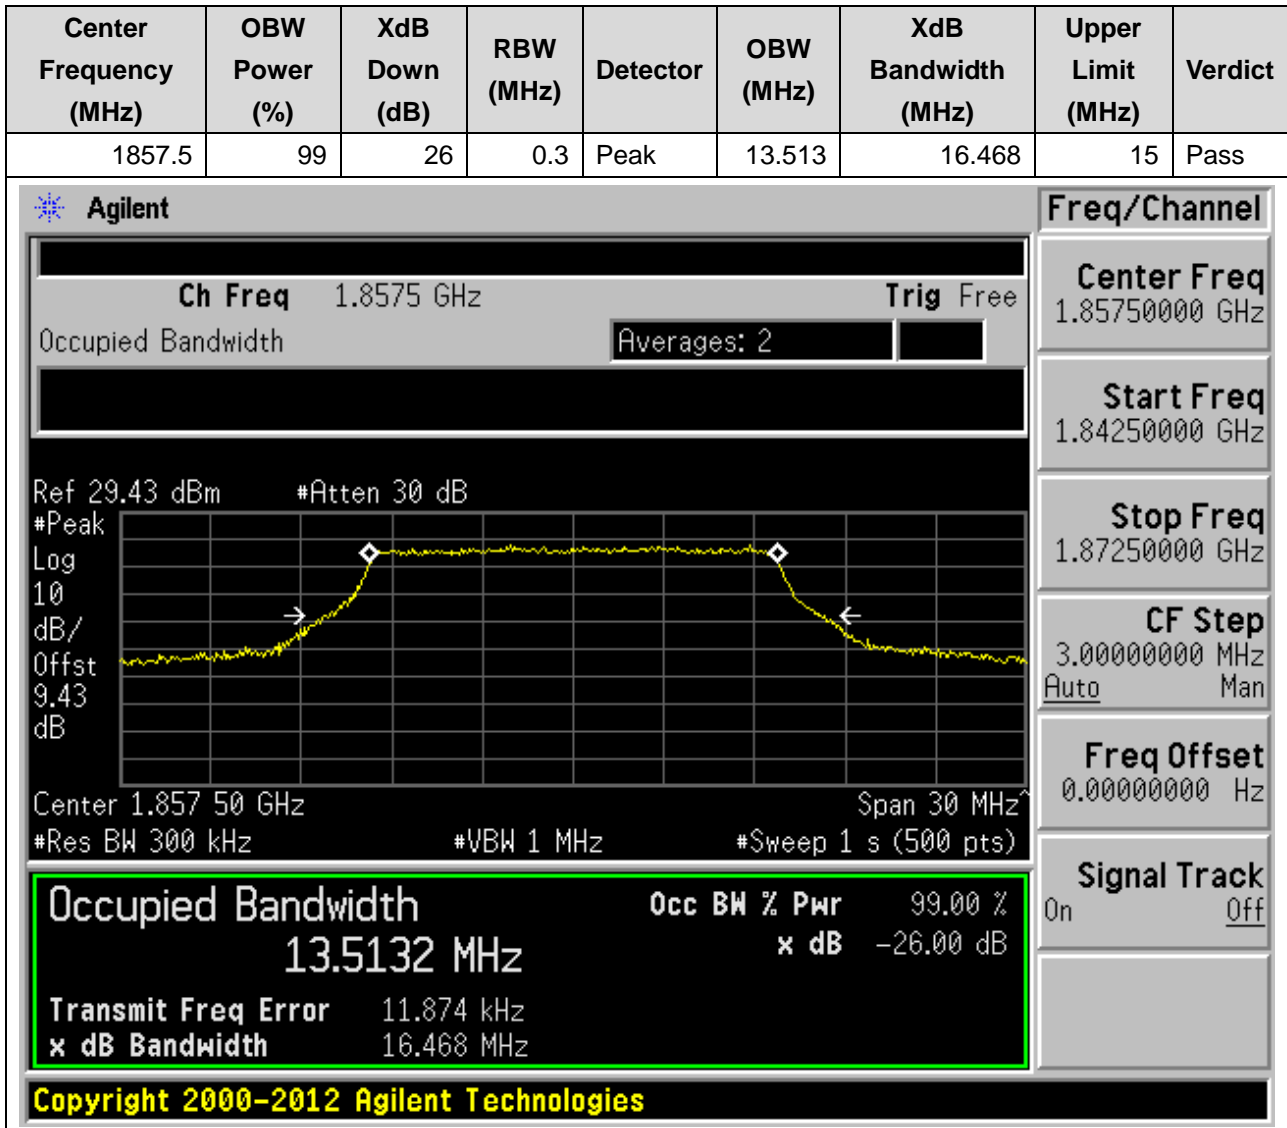 Center Frequency (MHz) OBW Power (%) XdB Down (dB) RBW (MHz) Detector OBW (MHz) XdB Bandwidth (MHz) Upper Limit (MHz) Verdict
1857.5 99 26 0.3 Peak 13.513 16.468 15 Pass
Agilent
Freq/Channel
Ch Freq 1.8575 GHz Trig Free
Occupied Bandwidth Averages: 2
Center Freq
1.85750000 GHz
Start Freq
1.84250000 GHz
Stop Freq
1.87250000 GHz
CF Step
3.00000000 MHz
Auto Man
Freq Offset
0.00000000 Hz
Signal Track
On Off
Ref 29.43 dBm #Atten 30 dB
#Peak
Log
10
dB/
Offst
9.43
dB
Center 1.857 50 GHz Span 30 MHz^
#Res BW 300 kHz #VBW 1 MHz #Sweep 1 s (500 pts)
Occupied Bandwidth Occ BW % Pwr 99.00 %
13.5132 MHz x dB -26.00 dB
Transmit Freq Error 11.874 kHz
x dB Bandwidth 16.468 MHz
Copyright 2000-2012 Agilent Technologies